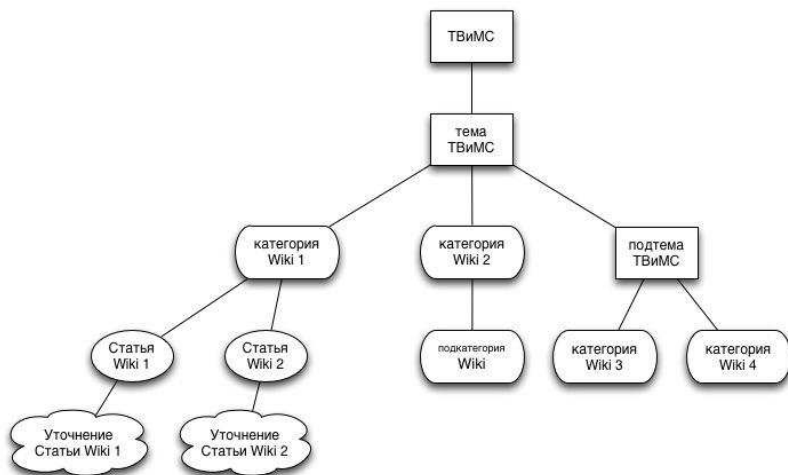 ТВиМС
тема
ТВиМС
категория
Wiki 1
категория
Wiki 2
подтема
ТВиМС
Статья
Wiki 1
Статья
Wiki 2
подкатегория
Wiki
категория
Wiki 3
категория
Wiki 4
Уточнение
Статьи Wiki 1
Уточнение
Статьи Wiki 2